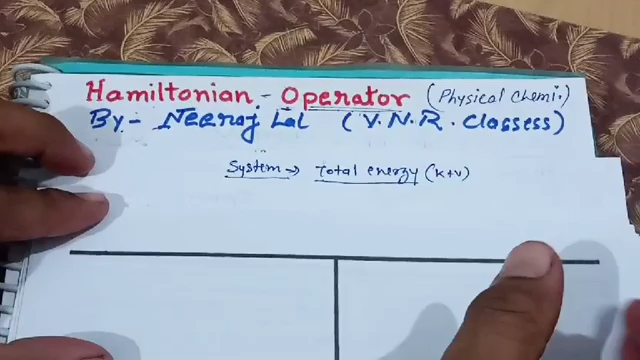 Hamiltonian - Operator (Physical Chemi.)
By - Neeraj Lal (V.N.R. Classess)
System → Total energy (K+V)